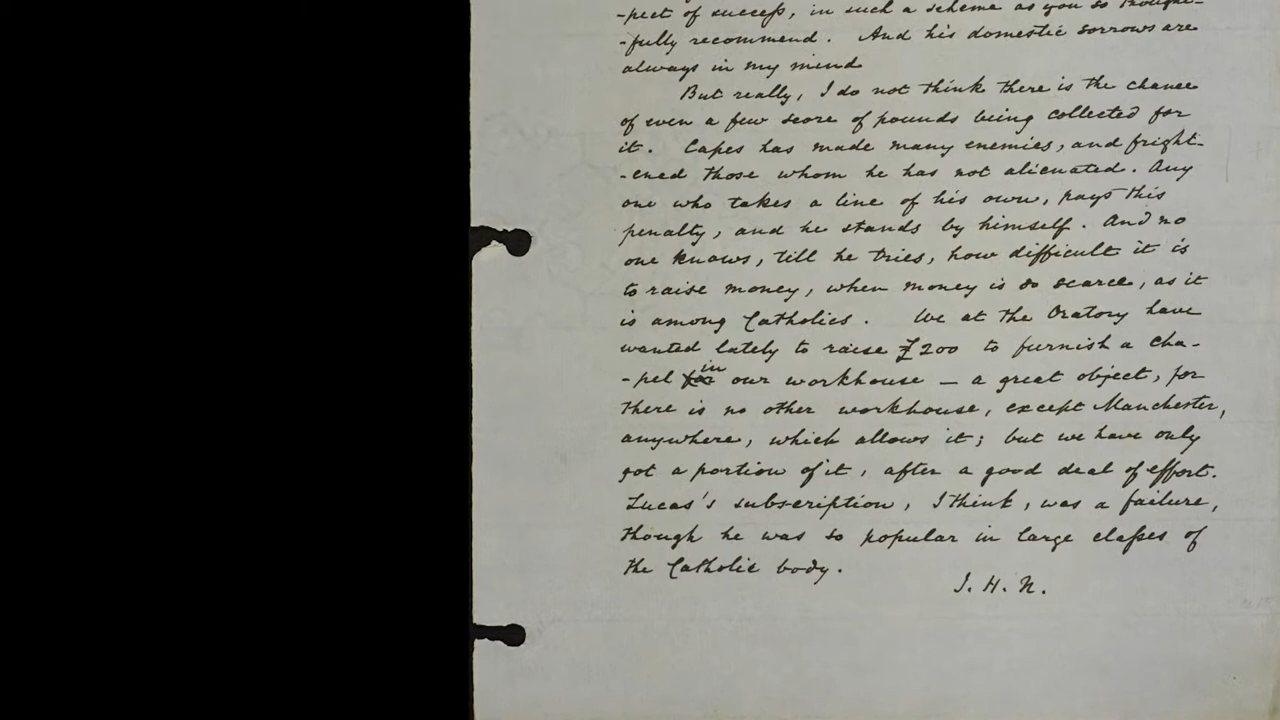 -pect of success, in such a scheme as you so thought-
-fully recommend. And his domestic sorrows are
always in my mind
But really, I do not think there is the chance
of even a few score of pounds being collected for
it. Capes has made many enemies, and fright-
-ened those whom he has not alienated. Any
one who takes a line of his own, pays this
penalty, and he stands by himself. And no
one knows, till he tries, how difficult it is
to raise money, when money is so scarce, as it
is among Catholics. We at the Oratory have
wanted lately to raise £200 to furnish a cha-
-pel for in our workhouse — a great object, for
there is no other workhouse, except Manchester,
anywhere, which allows it; but we have only
got a portion of it, after a good deal of effort.
Lucas's subscription, I think, was a failure,
though he was so popular in large classes of
the Catholic body.
J. H. N.